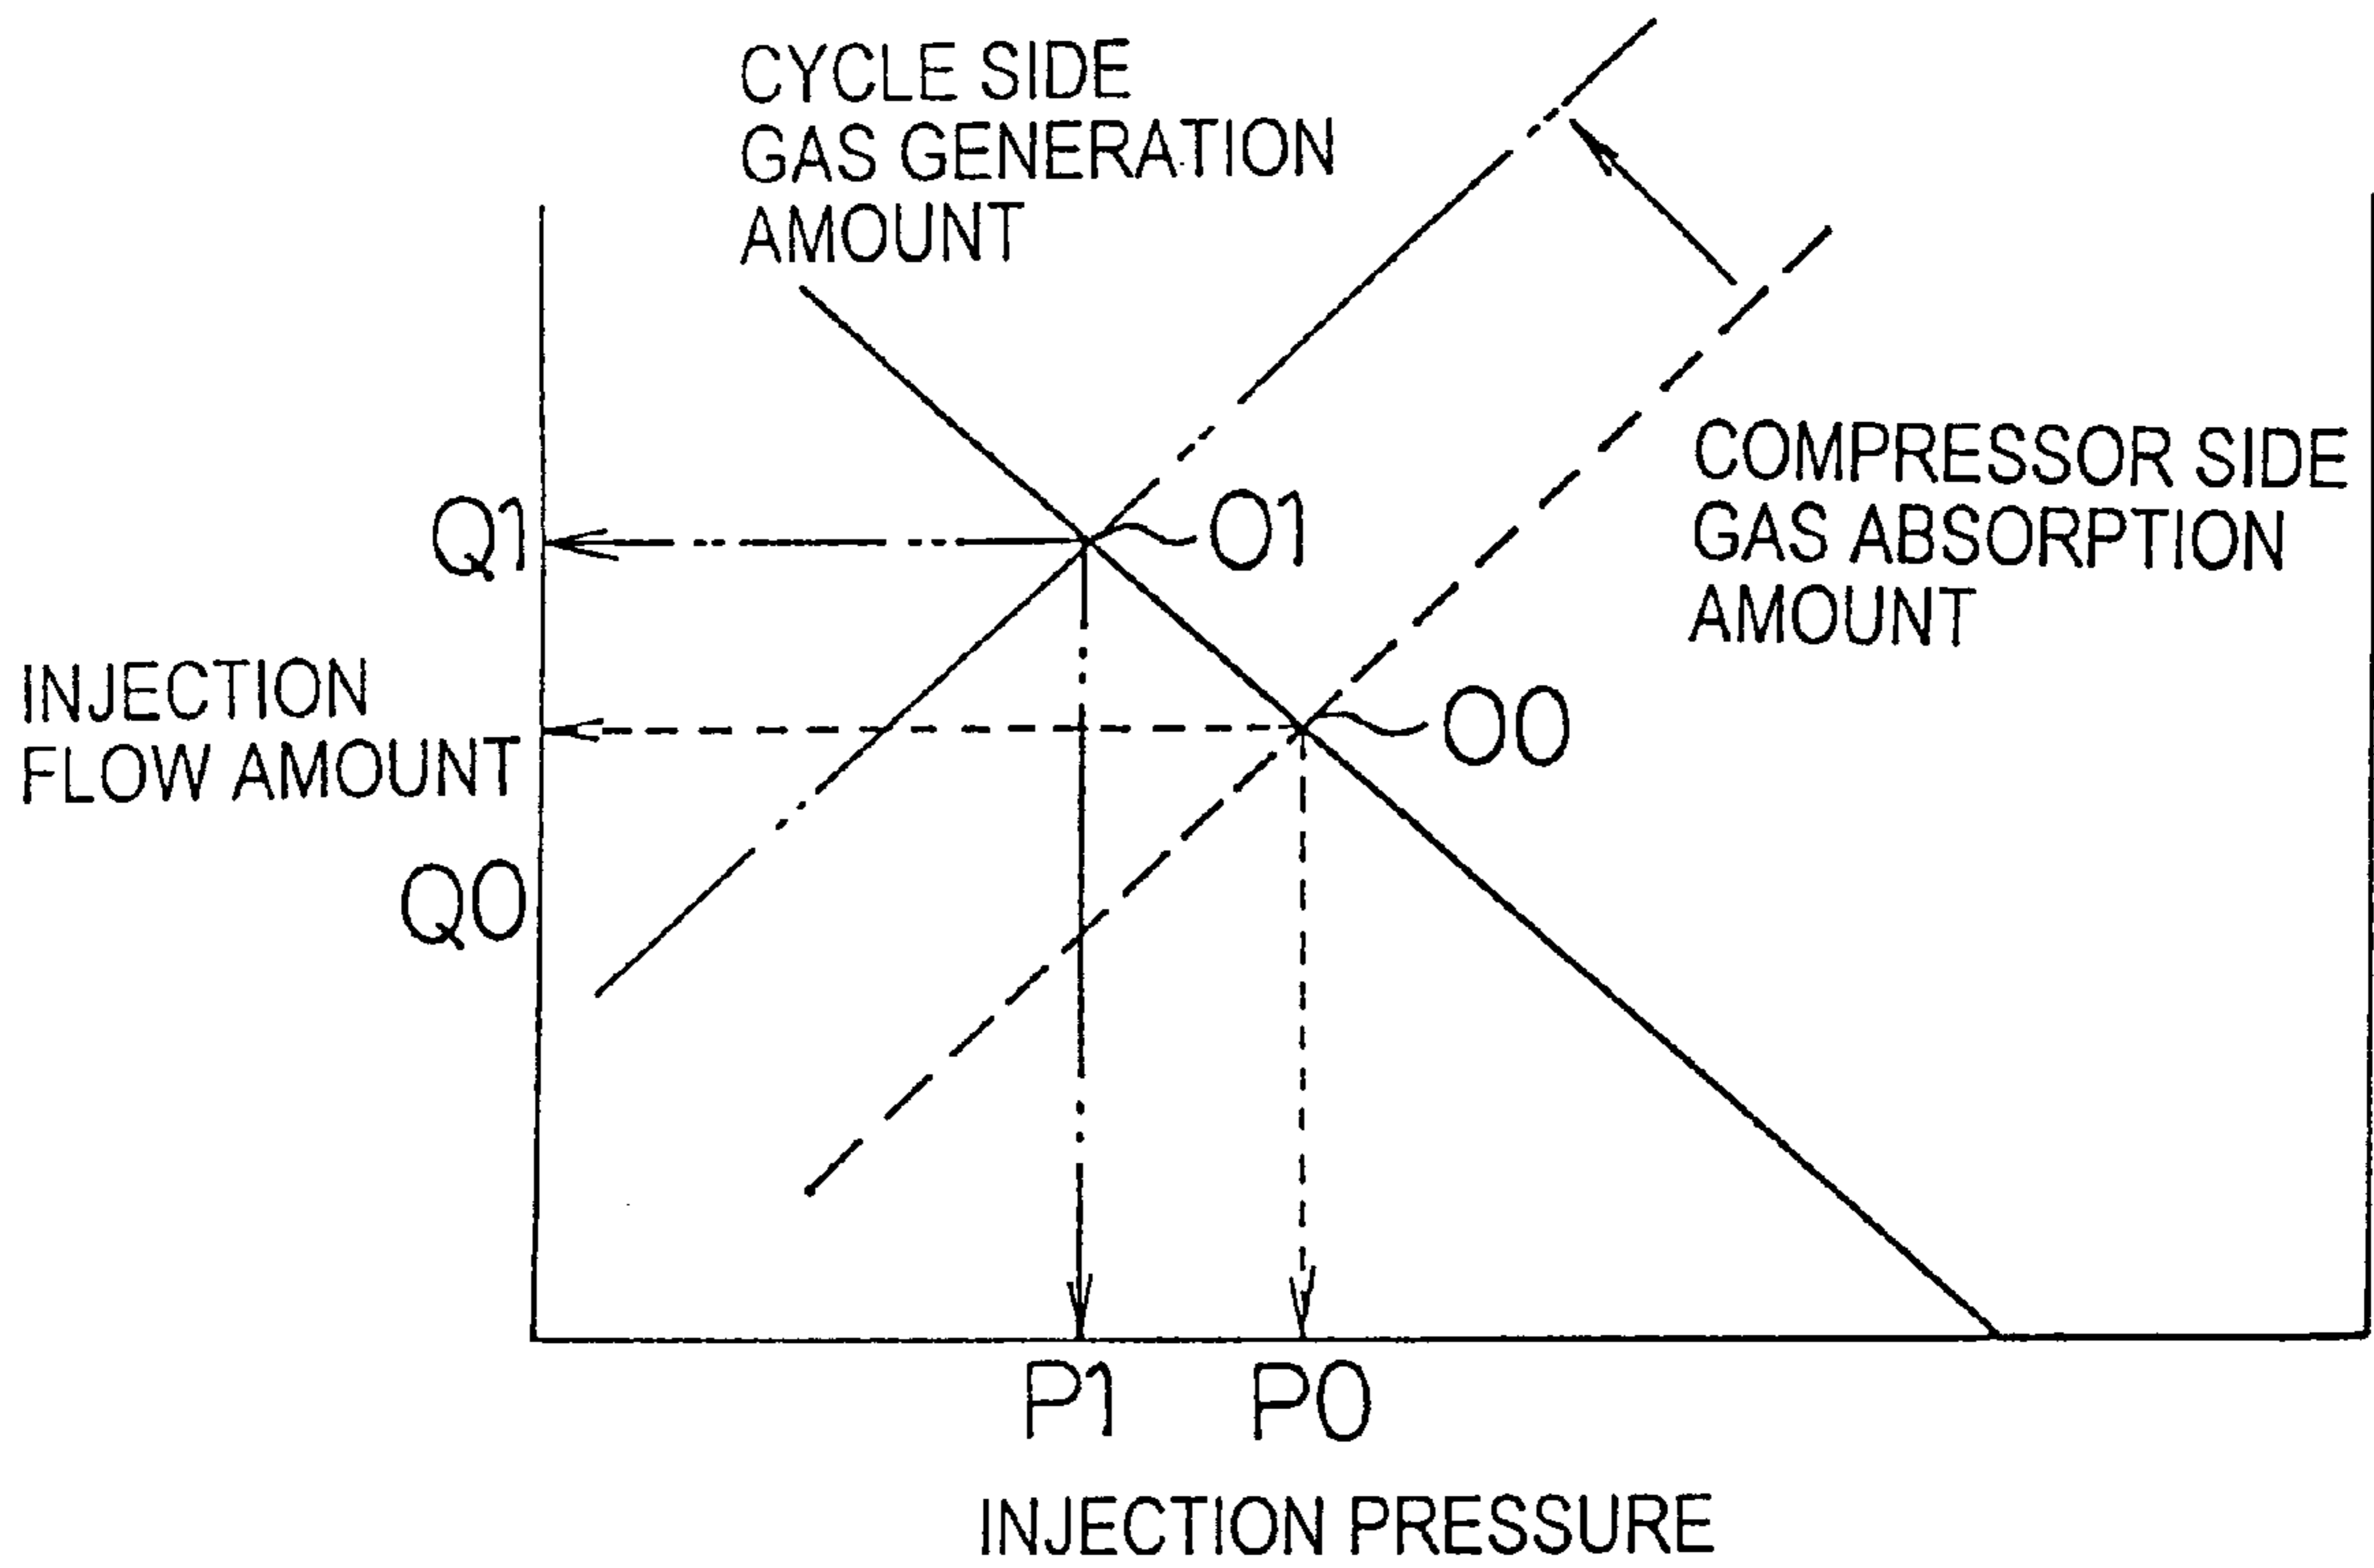 CYCLE SIDE
GAS GENERATION
AMOUNT
COMPRESSOR SIDE
GAS ABSORPTION
AMOUNT
Q1
O1
INJECTION
FLOW AMOUNT
O0
Q0
P1
P0
INJECTION PRESSURE